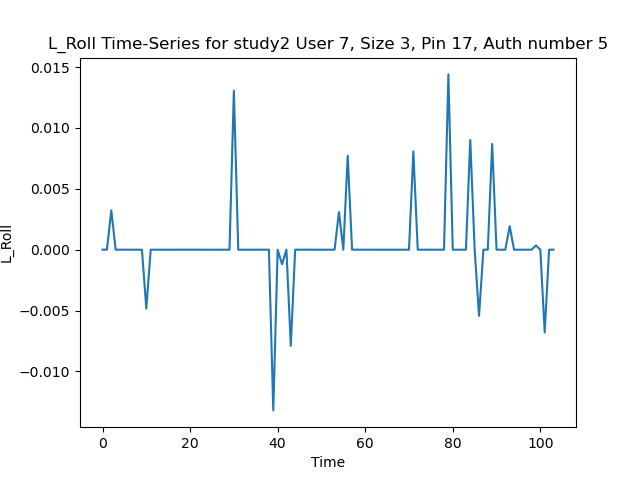 L_Roll Time-Series for study2 User 7, Size 3, Pin 17, Auth number 5
0.015
0.010
0.005
0.000
−0.005
−0.010
L_Roll
0 20 40 60 80 100
Time